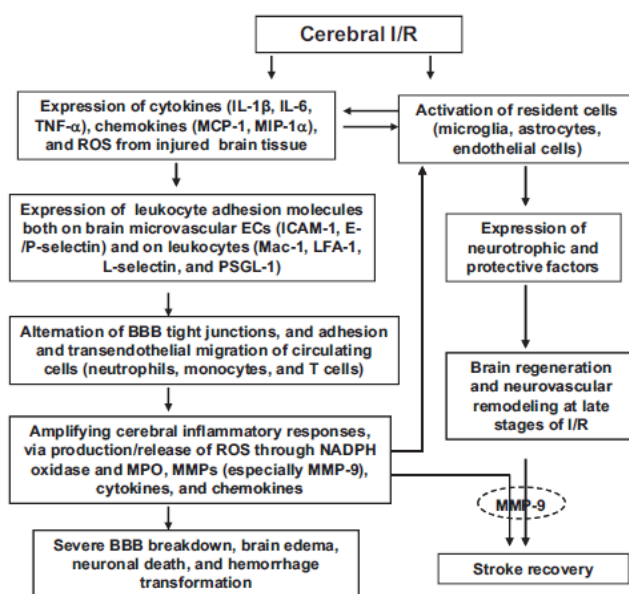 Cerebral I/R
Expression of cytokines (IL-1β, IL-6,
TNF-α), chemokines (MCP-1, MIP-1α),
and ROS from injured brain tissue
Activation of resident cells
(microglia, astrocytes,
endothelial cells)
Expression of leukocyte adhesion molecules
both on brain microvascular ECs (ICAM-1, E-
/P-selectin) and on leukocytes (Mac-1, LFA-1,
L-selectin, and PSGL-1)
Expression of
neurotrophic and
protective factors
Alternation of BBB tight junctions, and adhesion
and transendothelial migration of circulating
cells (neutrophils, monocytes, and T cells)
Brain regeneration
and neurovascular
remodeling at late
stages of I/R
Amplifying cerebral inflammatory responses,
via production/release of ROS through NADPH
oxidase and MPO, MMPs (especially MMP-9),
cytokines, and chemokines
MMP-9
Severe BBB breakdown, brain edema,
neuronal death, and hemorrhage
transformation
Stroke recovery